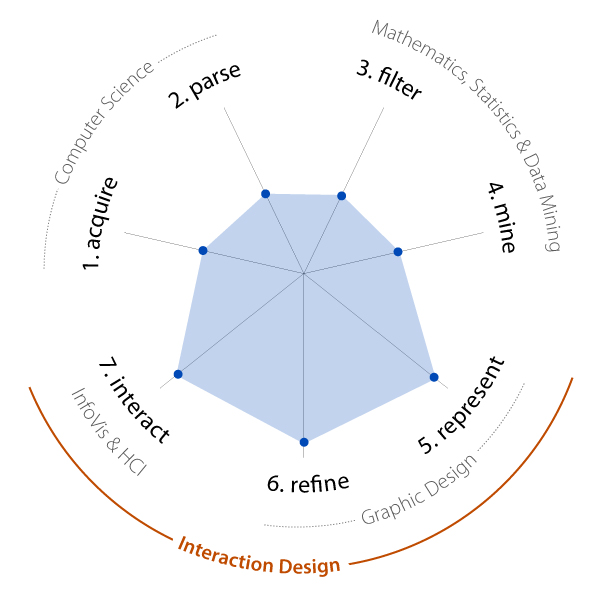 Computer Science
Mathematics, Statistics & Data Mining
1. acquire
2. parse
3. filter
4. mine
5. represent
6. refine
7. interact
InfoVis & HCI
Graphic Design
Interaction Design